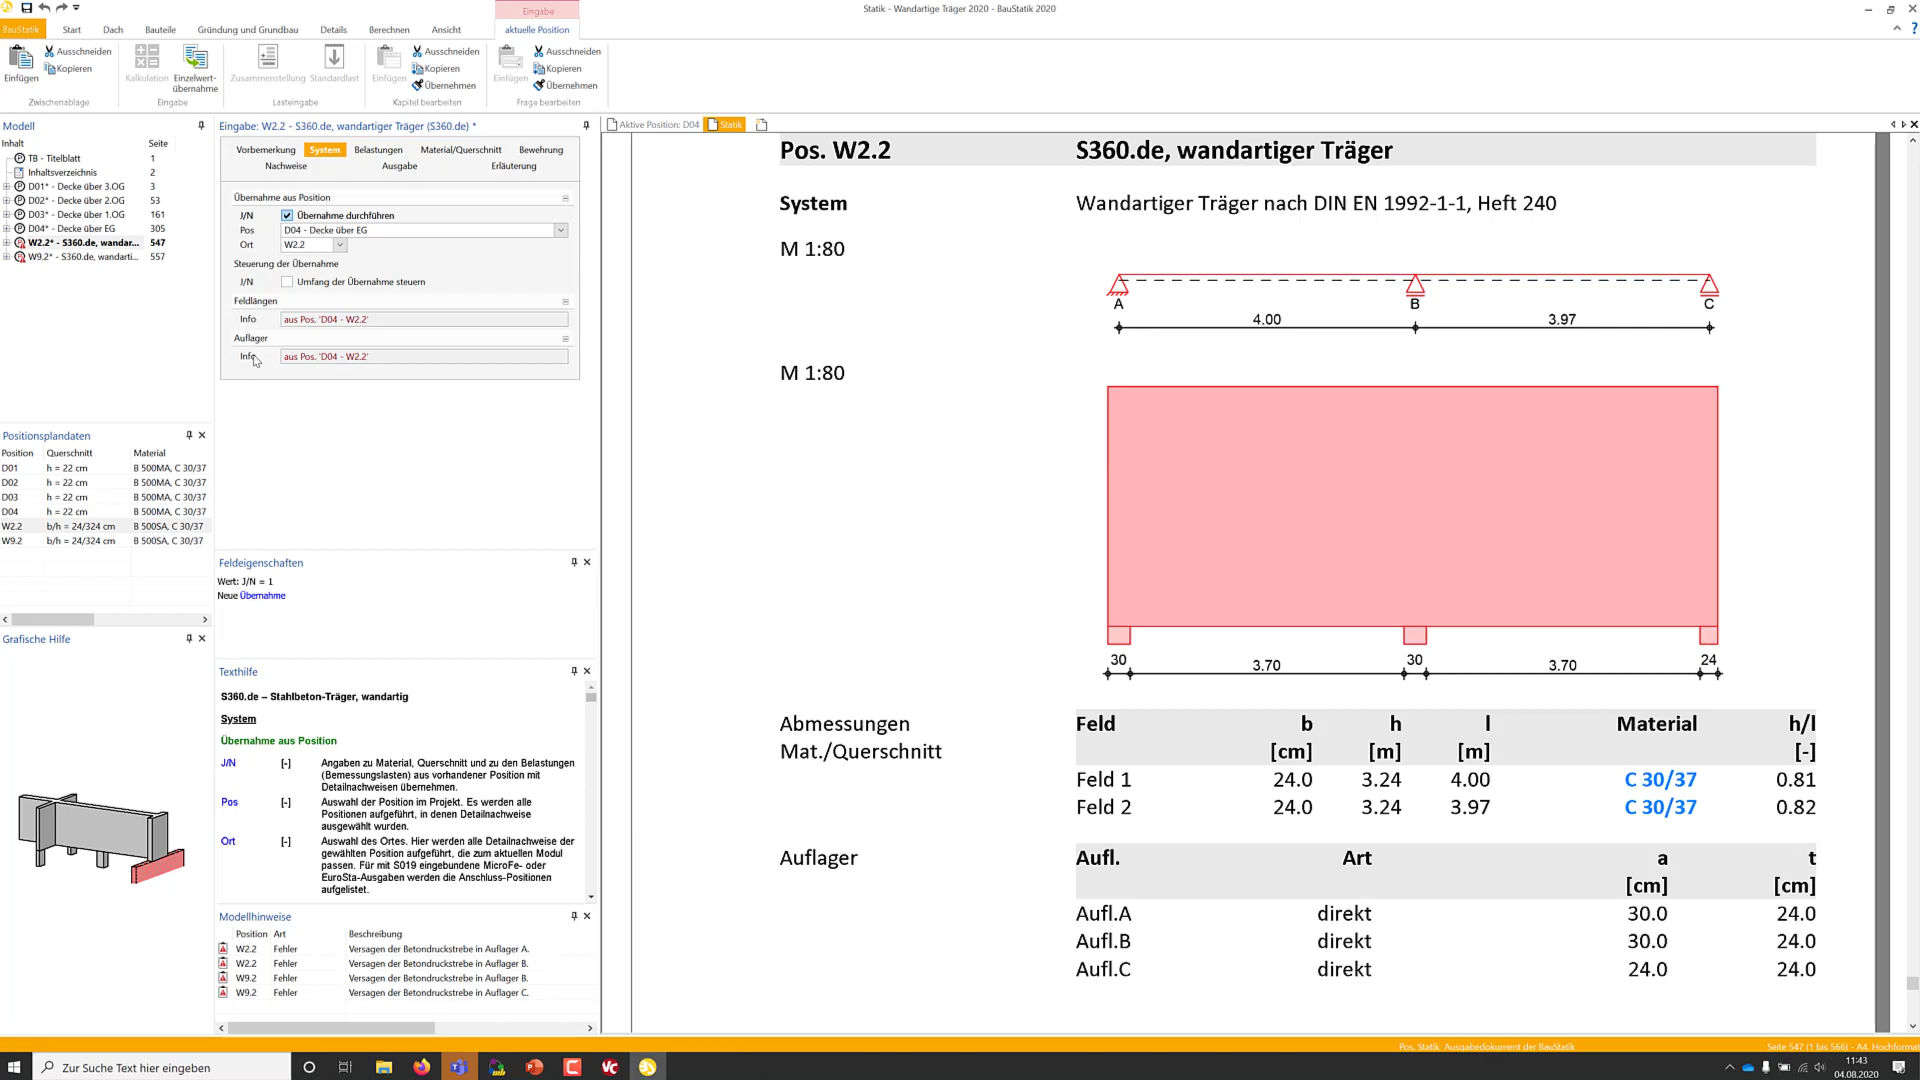 Statik - Wandartige Träger 2020 - BauStatik 2020
Eingabe
BauStatik Start Dach Bauteile Gründung und Grundbau Details Berechnen Ansicht aktuelle Position
Einfügen Ausschneiden Kopieren
Zwischenablage
Kalkulation Einzelwert-übernahme
Eingabe
Zusammenstellung Standardlast
Lasteingabe
Einfügen Ausschneiden Kopieren Übernehmen
Kapitel bearbeiten
Einfügen Ausschneiden Kopieren Übernehmen
Frage bearbeiten
Modell
Inhalt Seite
TB - Titelblatt 1
Inhaltsverzeichnis 2
D01* - Decke über 3.OG 3
D02* - Decke über 2.OG 53
D03* - Decke über 1.OG 161
D04* - Decke über EG 305
W2.2* - S360.de, wandar... 547
W9.2* - S360.de, wandarti... 557
Positionsplandaten
Position Querschnitt Material
D01 h = 22 cm B 500MA, C 30/37
D02 h = 22 cm B 500MA, C 30/37
D03 h = 22 cm B 500MA, C 30/37
D04 h = 22 cm B 500MA, C 30/37
W2.2 b/h = 24/324 cm B 500SA, C 30/37
W9.2 b/h = 24/324 cm B 500SA, C 30/37
Grafische Hilfe
Eingabe: W2.2 - S360.de, wandartiger Träger (S360.de) *
Vorbemerkung System Belastungen Material/Querschnitt Bewehrung
Nachweise Ausgabe Erläuterung
Übernahme aus Position
J/N Übernahme durchführen
Pos D04 - Decke über EG
Ort W2.2
Steuerung der Übernahme
J/N Umfang der Übernahme steuern
Feldlängen
Info aus Pos. 'D04 - W2.2'
Auflager
Info aus Pos. 'D04 - W2.2'
Feldeigenschaften
Wert: J/N = 1
Neue Übernahme
Texthilfe
S360.de – Stahlbeton-Träger, wandartig
System
Übernahme aus Position
J/N [-] Angaben zu Material, Querschnitt und zu den Belastungen
(Bemessungslasten) aus vorhandener Position mit
Detailnachweisen übernehmen.
Pos [-] Auswahl der Position im Projekt. Es werden alle
Positionen aufgeführt, in denen Detailnachweise
ausgewählt wurden.
Ort [-] Auswahl des Ortes. Hier werden alle Detailnachweise der
gewählten Position aufgeführt, die zum aktuellen Modul
passen. Für mit S019 eingebundene MicroFe- oder
EuroSta-Ausgaben werden die Anschluss-Positionen
aufgelistet.
Modellhinweise
Position Art Beschreibung
W2.2 Fehler Versagen der Betondruckstrebe in Auflager A.
W2.2 Fehler Versagen der Betondruckstrebe in Auflager B.
W9.2 Fehler Versagen der Betondruckstrebe in Auflager B.
W9.2 Fehler Versagen der Betondruckstrebe in Auflager C.
Aktive Position: D04 Statik
Pos. W2.2 S360.de, wandartiger Träger
System Wandartiger Träger nach DIN EN 1992-1-1, Heft 240
M 1:80
A B C
4.00 3.97
M 1:80
30 3.70 30 3.70 24
Abmessungen Feld b h l Material h/l
Mat./Querschnitt [cm] [m] [m] [-]
Feld 1 24.0 3.24 4.00 C 30/37 0.81
Feld 2 24.0 3.24 3.97 C 30/37 0.82
Auflager Aufl. Art a t
[cm] [cm]
Aufl.A direkt 30.0 24.0
Aufl.B direkt 30.0 24.0
Aufl.C direkt 24.0 24.0
Pos. Statik Ausgabedokument der BauStatik Seite 547 (1 bis 566) - A4, Hochformat
Zur Suche Text hier eingeben
11:43
04.08.2020